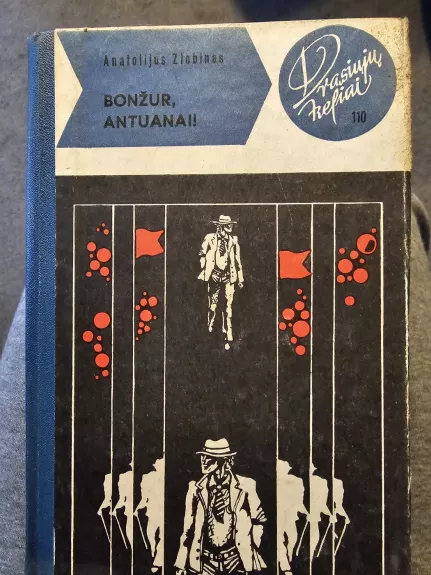 Anatolijus Zlobinas
BONŽUR,
ANTUANAI!
Drąsiųjų
keliai
110